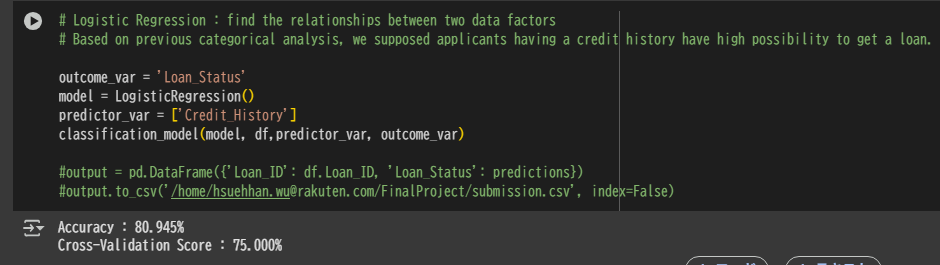 # Logistic Regression : find the relationships between two data factors
# Based on previous categorical analysis, we supposed applicants having a credit history have high possibility to get a loan.
outcome_var = 'Loan_Status'
model = LogisticRegression()
predictor_var = ['Credit_History']
classification_model(model, df,predictor_var, outcome_var)
#output = pd.DataFrame({'Loan_ID': df.Loan_ID, 'Loan_Status': predictions})
#output.to_csv('/home/hsuehhan.wu@rakuten.com/FinalProject/submission.csv', index=False)
Accuracy : 80.945%
Cross-Validation Score : 75.000%